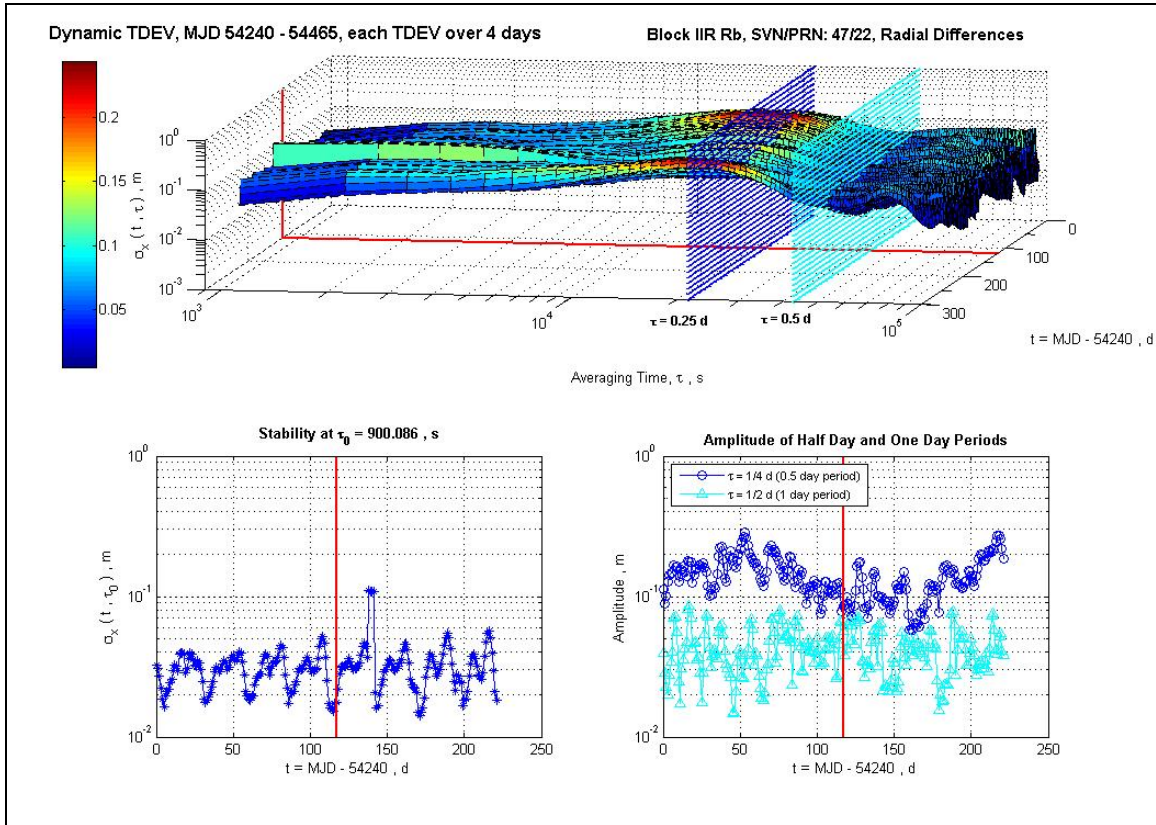 Dynamic TDEV, MJD 54240 - 54465, each TDEV over 4 days
Block IIR Rb, SVN/PRN: 47/22, Radial Differences
0.2
0.15
0.1
0.05
σx ( t , τ ) , m
10^0
10^-1
10^-2
10^-3
10^3
10^4
10^5
τ = 0.25 d
τ = 0.5 d
0
100
200
300
t = MJD - 54240 , d
Averaging Time, τ , s
Stability at τ0 = 900.086 , s
σx ( t , τ0 ) , m
10^0
10^-1
10^-2
0 50 100 150 200 250
t = MJD - 54240 , d
Amplitude of Half Day and One Day Periods
τ = 1/4 d (0.5 day period)
τ = 1/2 d (1 day period)
Amplitude , m
10^0
10^-1
10^-2
0 50 100 150 200 250
t = MJD - 54240 , d